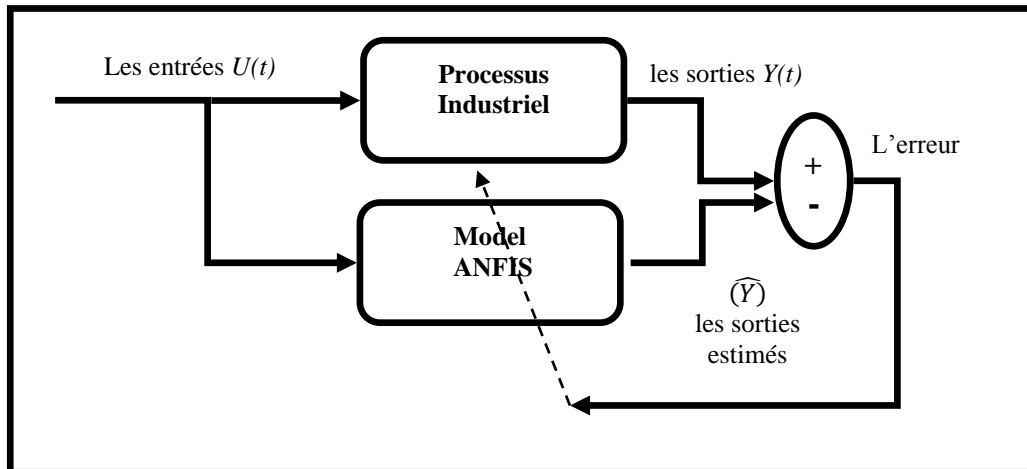 Les entrées U(t)
Processus
Industriel
les sorties Y(t)
L'erreur
+
-
Model
ANFIS
(Ŷ)
les sorties
estimés